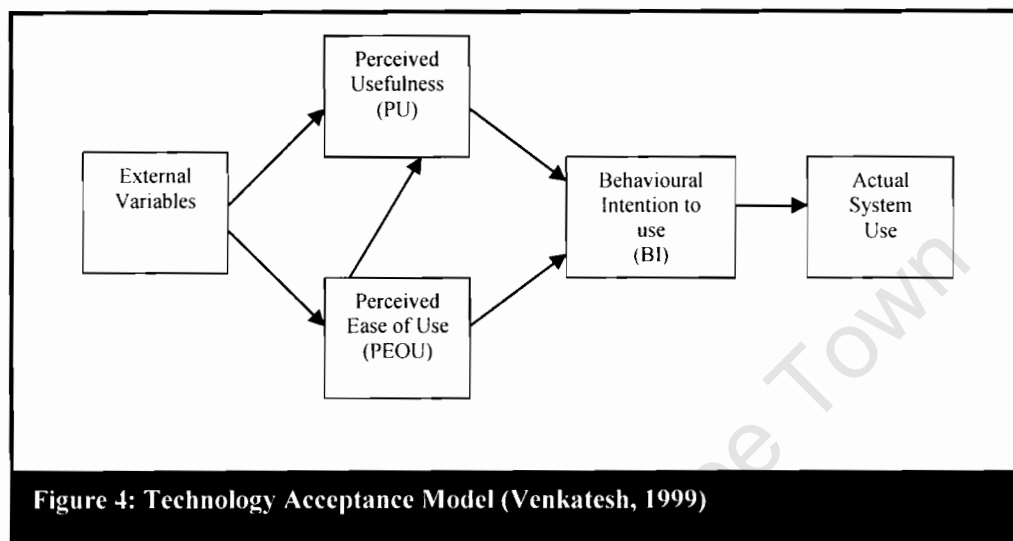 Perceived
Usefulness
(PU)
External
Variables
Behavioural
Intention to
use
(BI)
Actual
System
Use
Perceived
Ease of Use
(PEOU)
Town
Figure 4: Technology Acceptance Model (Venkatesh, 1999)